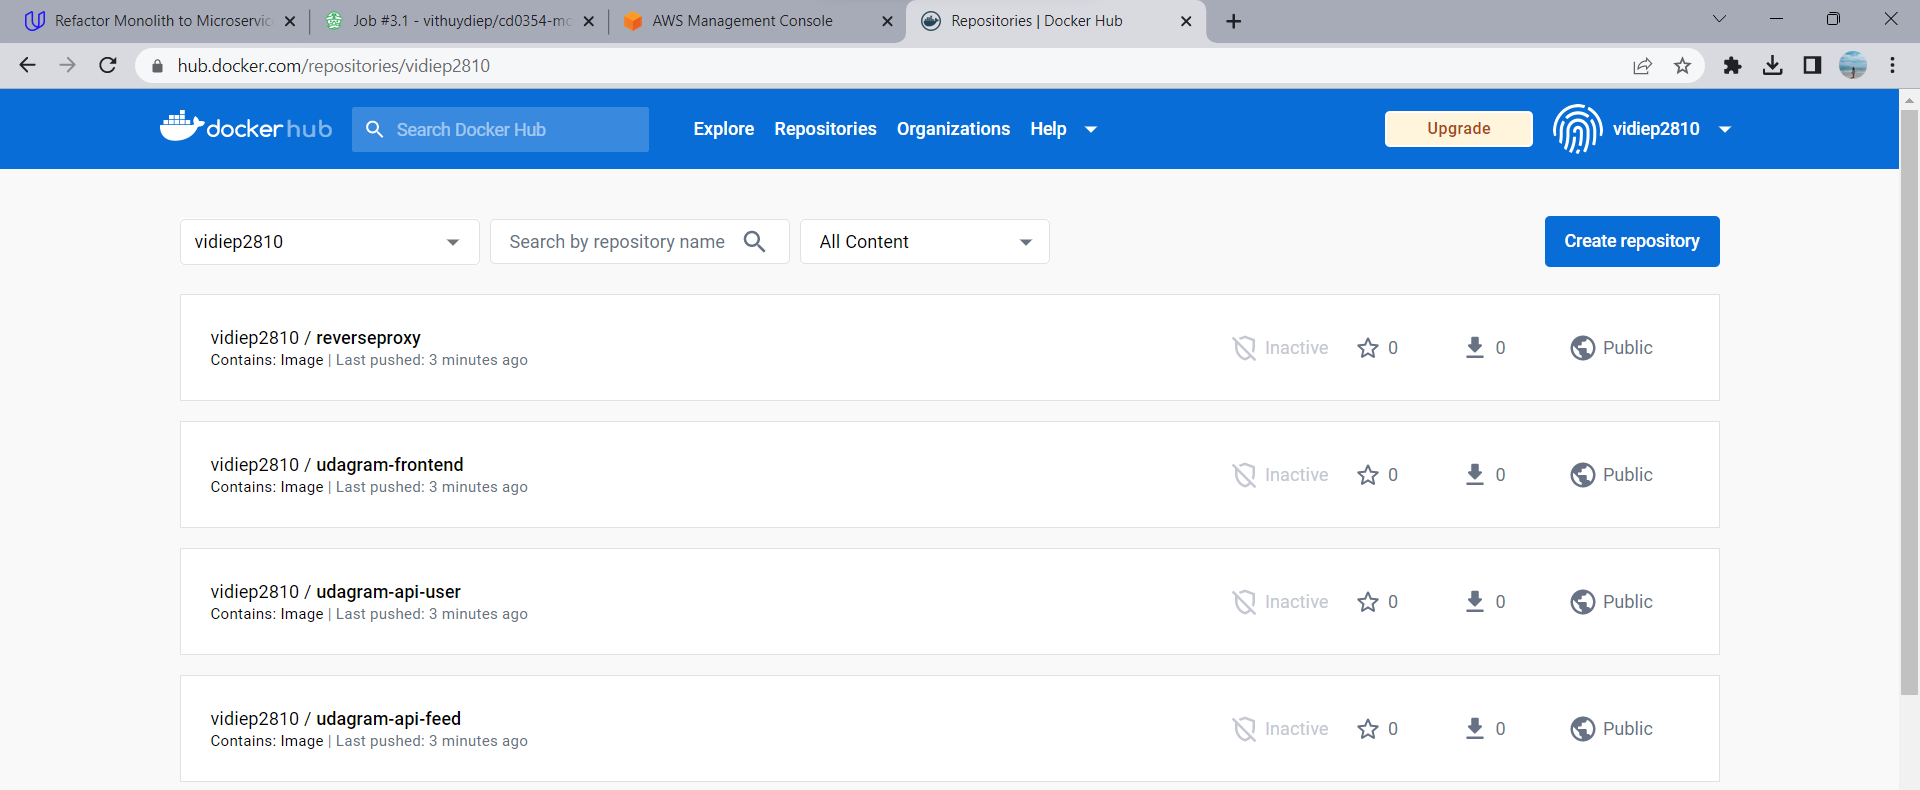 Refactor Monolith to Microservic
Job #3.1 - vithuydiep/cd0354-mo
AWS Management Console
Repositories | Docker Hub
hub.docker.com/repositories/vidiep2810
docker hub
Search Docker Hub
Explore Repositories Organizations Help
Upgrade
vidiep2810
vidiep2810
Search by repository name
All Content
Create repository
vidiep2810 / reverseproxy
Contains: Image | Last pushed: 3 minutes ago
Inactive 0 0 Public
vidiep2810 / udagram-frontend
Contains: Image | Last pushed: 3 minutes ago
Inactive 0 0 Public
vidiep2810 / udagram-api-user
Contains: Image | Last pushed: 3 minutes ago
Inactive 0 0 Public
vidiep2810 / udagram-api-feed
Contains: Image | Last pushed: 3 minutes ago
Inactive 0 0 Public